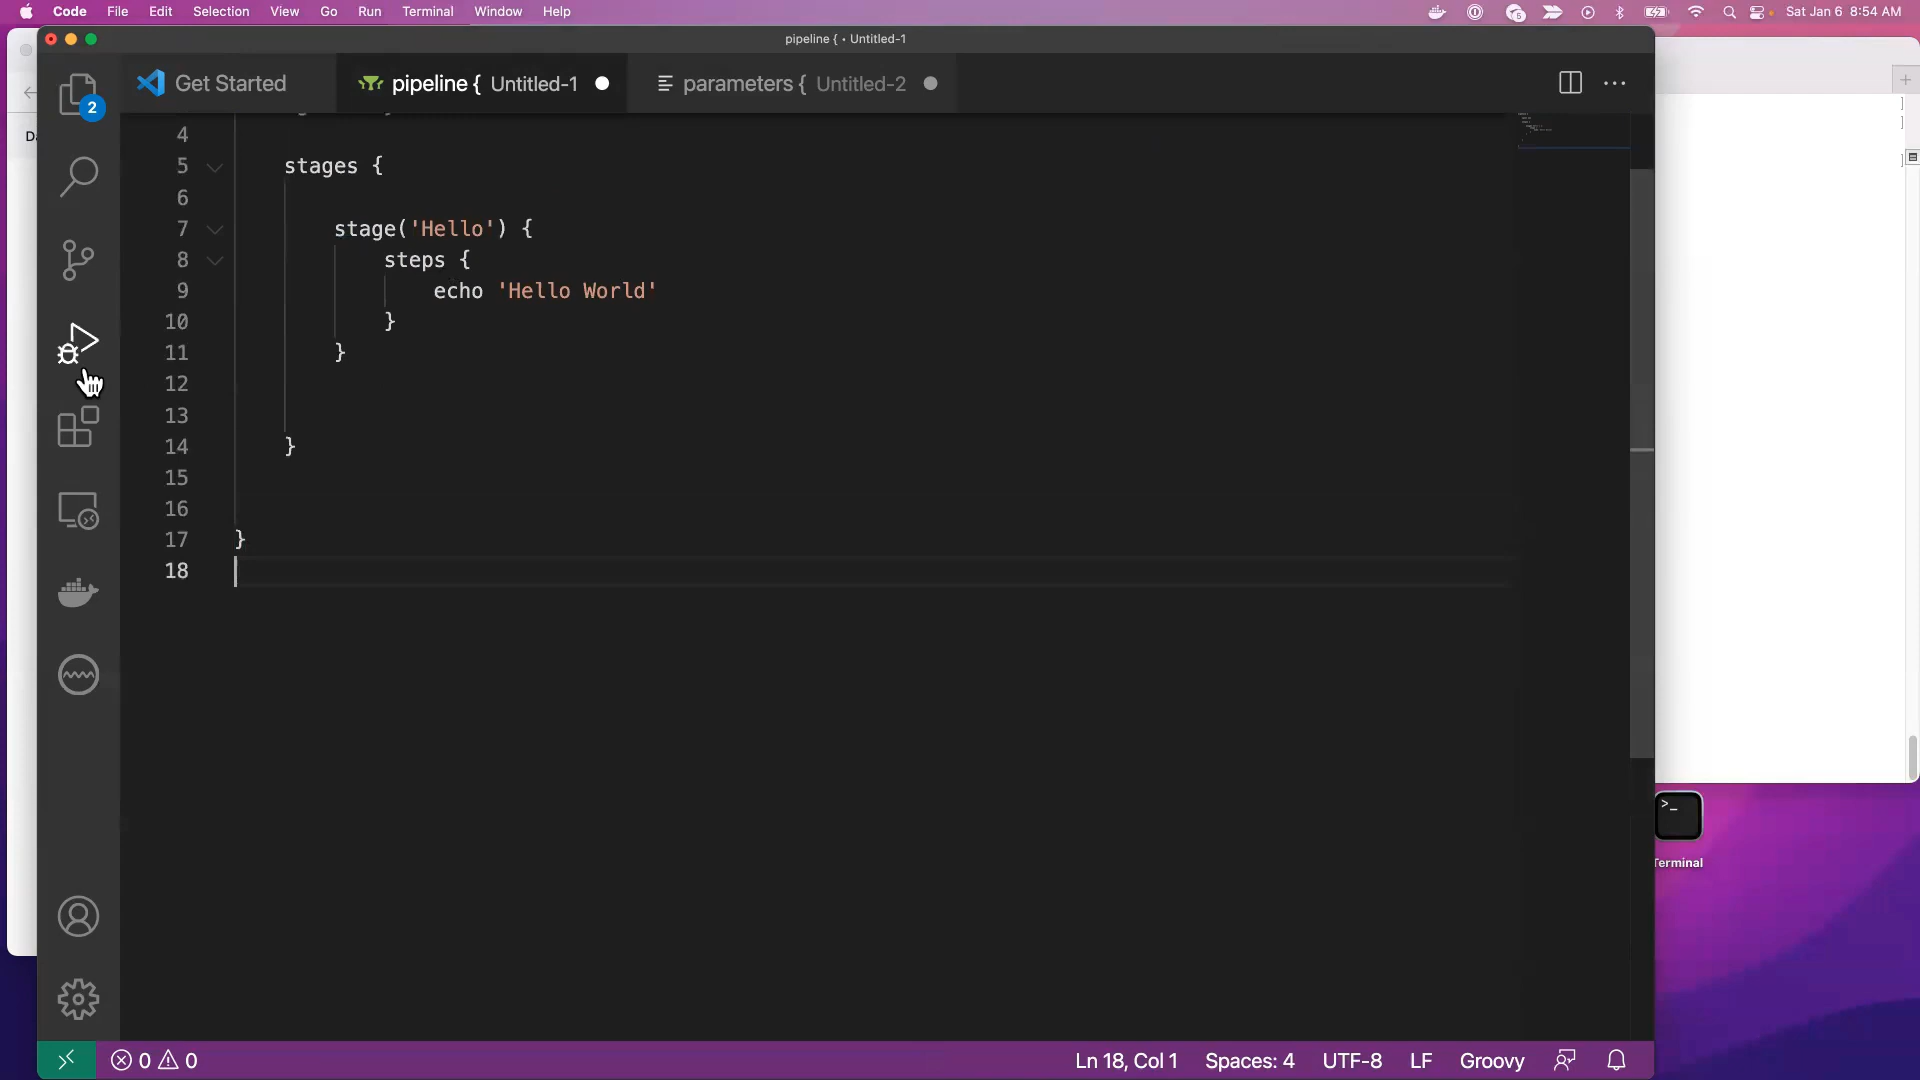 Code File Edit Selection View Go Run Terminal Window Help
5
Sat Jan 6 8:54 AM
pipeline { • Untitled-1
Get Started
pipeline { Untitled-1
parameters { Untitled-2
2
4
5 stages {
6
7 stage('Hello') {
8 steps {
9 echo 'Hello World'
10 }
11 }
12
13
14 }
15
16
17 }
18
Terminal
0 0
Ln 18, Col 1 Spaces: 4 UTF-8 LF Groovy